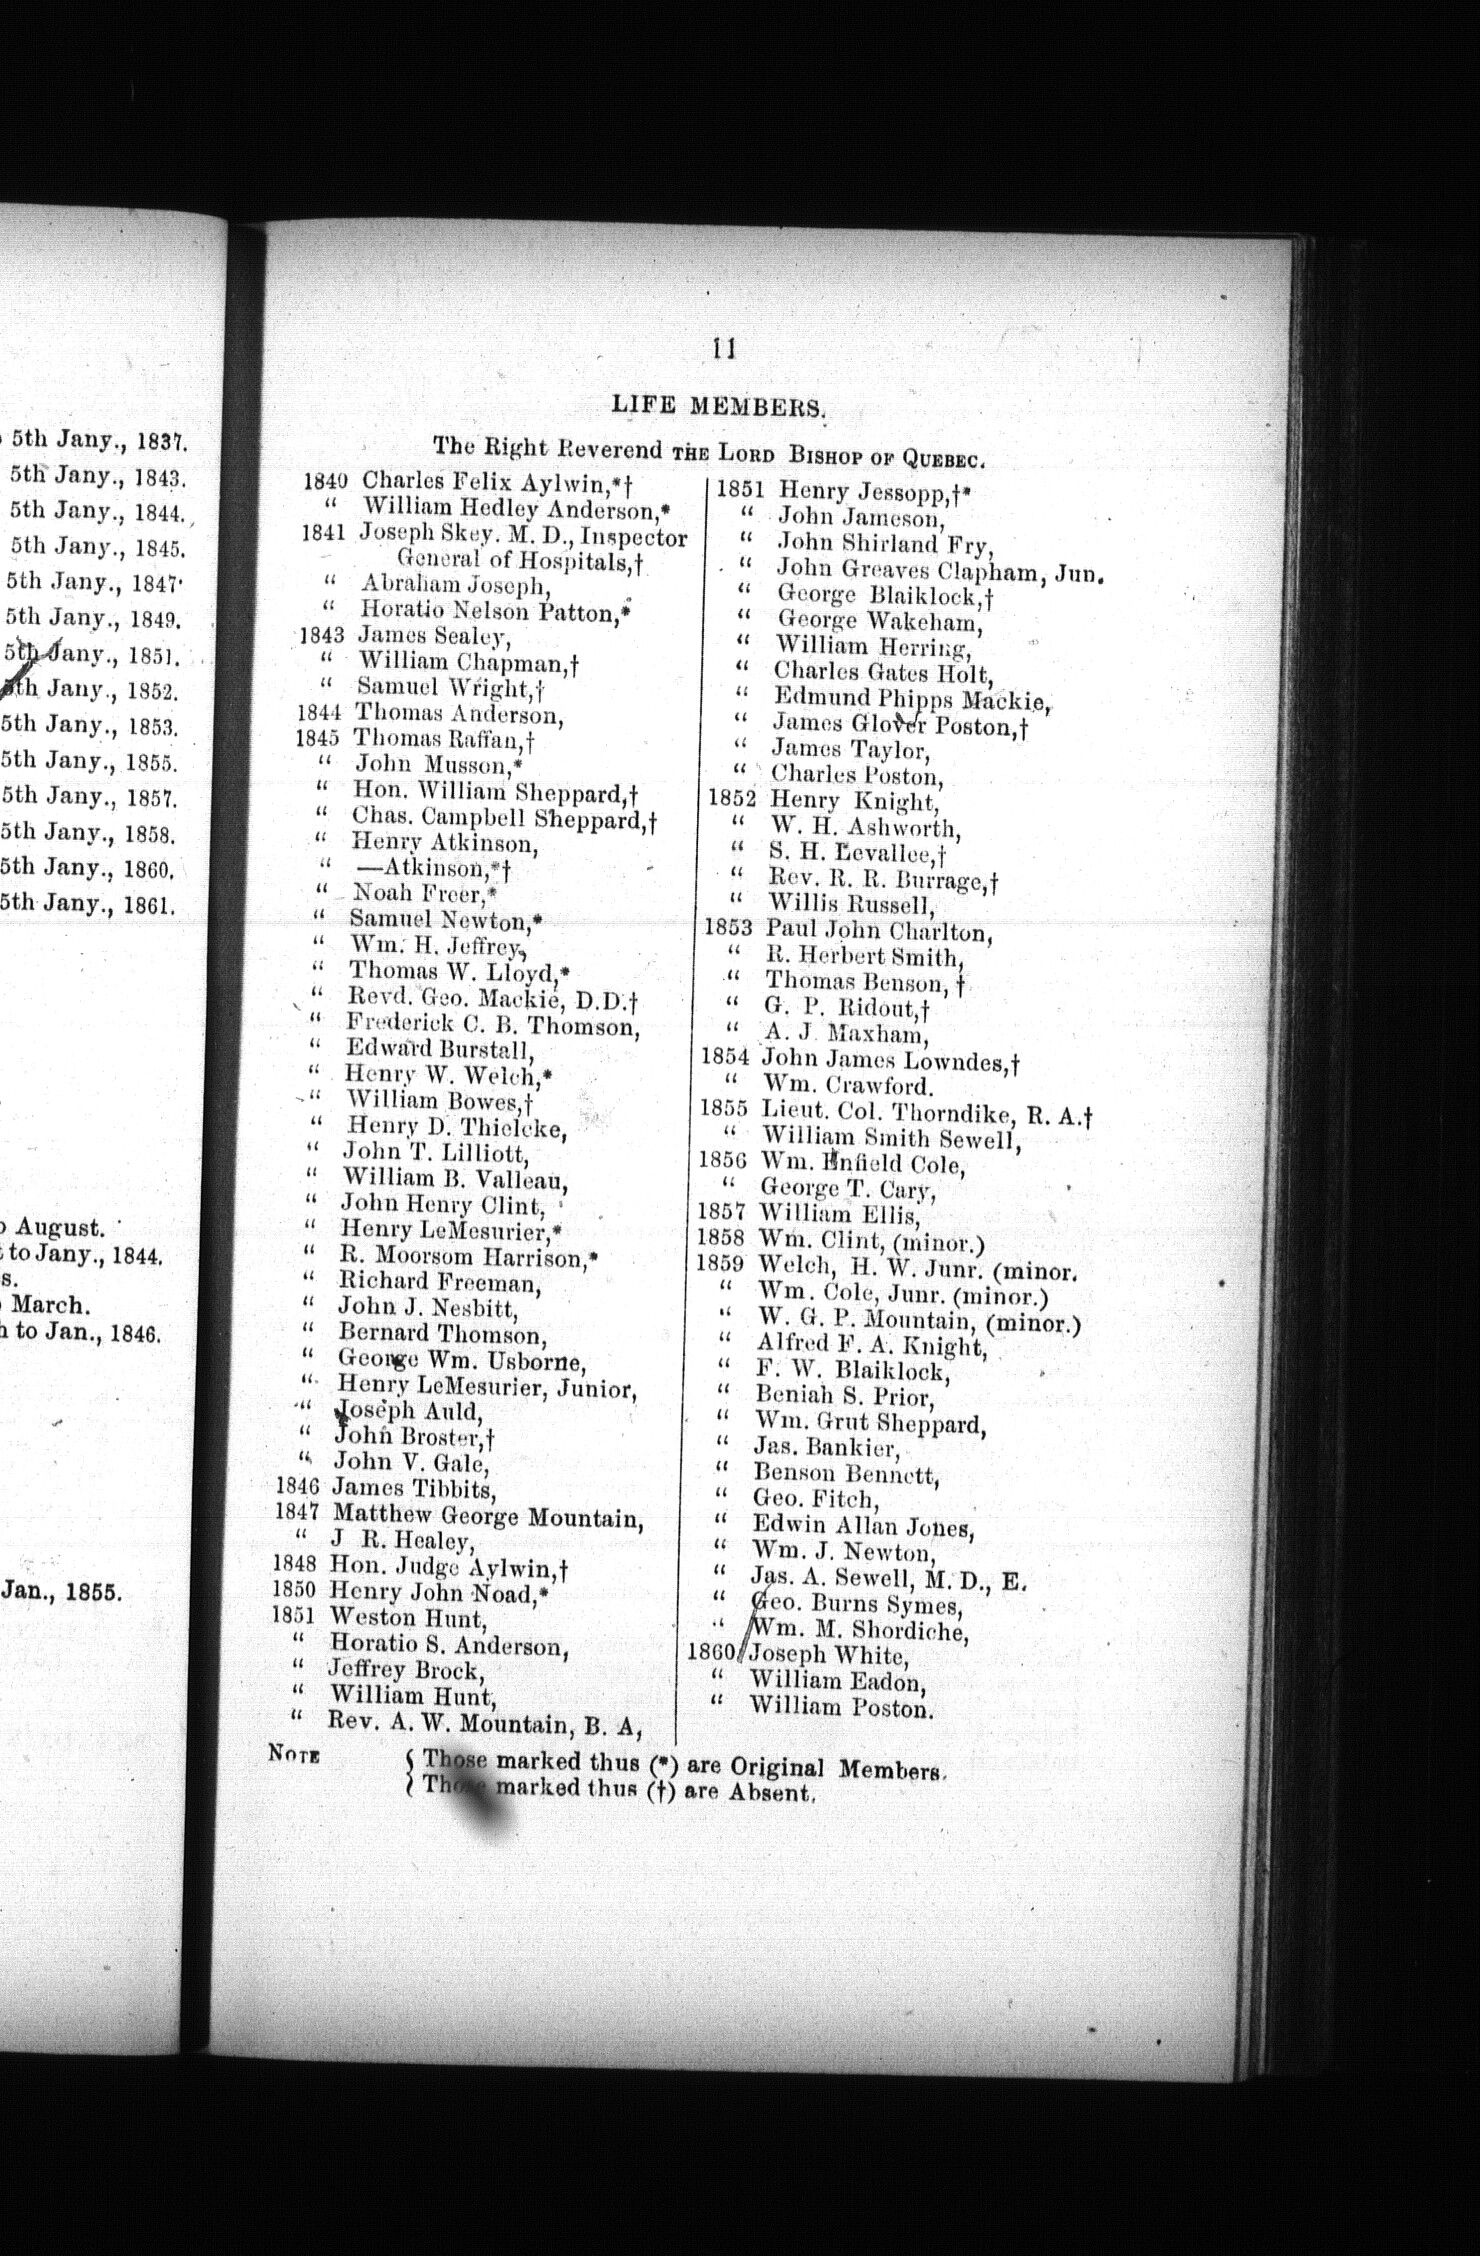 5th Jany., 1837.
5th Jany., 1843.
5th Jany., 1844.
5th Jany., 1845.
5th Jany., 1847.
5th Jany., 1849.
5th Jany., 1851.
5th Jany., 1852.
5th Jany., 1853.
5th Jany., 1855.
5th Jany., 1857.
5th Jany., 1858.
5th Jany., 1860.
5th Jany., 1861.
August.
to Jany., 1844.
s.
March.
to Jan., 1846.
Jan., 1855.
11
LIFE MEMBERS.
The Right Reverend THE LORD BISHOP OF QUEBEC.
1840 Charles Felix Aylwin,*†
“ William Hedley Anderson,*
1841 Joseph Skey. M. D., Inspector
General of Hospitals,†
“ Abraham Joseph,
“ Horatio Nelson Patton,*
1843 James Sealey,
“ William Chapman,†
“ Samuel Wright,†
1844 Thomas Anderson,
1845 Thomas Raffan,†
“ John Musson,*
“ Hon. William Sheppard,†
“ Chas. Campbell Sheppard,†
“ Henry Atkinson,
“ —Atkinson,*†
“ Noah Freer,*
“ Samuel Newton,*
“ Wm. H. Jeffrey,
“ Thomas W. Lloyd,*
“ Revd. Geo. Mackie, D.D.†
“ Frederick C. B. Thomson,
“ Edward Burstall,
“ Henry W. Welch,*
“ William Bowes,†
“ Henry D. Thielcke,
“ John T. Lilliott,
“ William B. Valleau,
“ John Henry Clint,
“ Henry LeMesurier,*
“ R. Moorsom Harrison,*
“ Richard Freeman,
“ John J. Nesbitt,
“ Bernard Thomson,
“ George Wm. Usborne,
“ Henry LeMesurier, Junior,
“ Joseph Auld,
“ John Broster,†
“ John V. Gale,
1846 James Tibbits,
1847 Matthew George Mountain,
“ J R. Healey,
1848 Hon. Judge Aylwin,†
1850 Henry John Noad,*
1851 Weston Hunt,
“ Horatio S. Anderson,
“ Jeffrey Brock,
“ William Hunt,
“ Rev. A. W. Mountain, B. A,
1851 Henry Jessopp,†*
“ John Jameson,
“ John Shirland Fry,
“ John Greaves Clapham, Jun.
“ George Blaiklock,†
“ George Wakeham,
“ William Herring,
“ Charles Gates Holt,
“ Edmund Phipps Mackie,
“ James Glover Poston,†
“ James Taylor,
“ Charles Poston,
1852 Henry Knight,
“ W. H. Ashworth,
“ S. H. Levallee,†
“ Rev. R. R. Burrage,†
“ Willis Russell,
1853 Paul John Charlton,
“ R. Herbert Smith,
“ Thomas Benson, †
“ G. P. Ridout,†
“ A. J. Maxham,
1854 John James Lowndes,†
“ Wm. Crawford.
1855 Lieut. Col. Thorndike, R. A.†
“ William Smith Sewell,
1856 Wm. Enfield Cole,
“ George T. Cary,
1857 William Ellis,
1858 Wm. Clint, (minor.)
1859 Welch, H. W. Junr. (minor.
“ Wm. Cole, Junr. (minor.)
“ W. G. P. Mountain, (minor.)
“ Alfred F. A. Knight,
“ F. W. Blaiklock,
“ Beniah S. Prior,
“ Wm. Grut Sheppard,
“ Jas. Bankier,
“ Benson Bennett,
“ Geo. Fitch,
“ Edwin Allan Jones,
“ Wm. J. Newton,
“ Jas. A. Sewell, M. D., E.
“ Geo. Burns Symes,
“ Wm. M. Shordiche,
1860 Joseph White,
“ William Eadon,
“ William Poston.
NOTE { Those marked thus (*) are Original Members.
{ Those marked thus (†) are Absent.